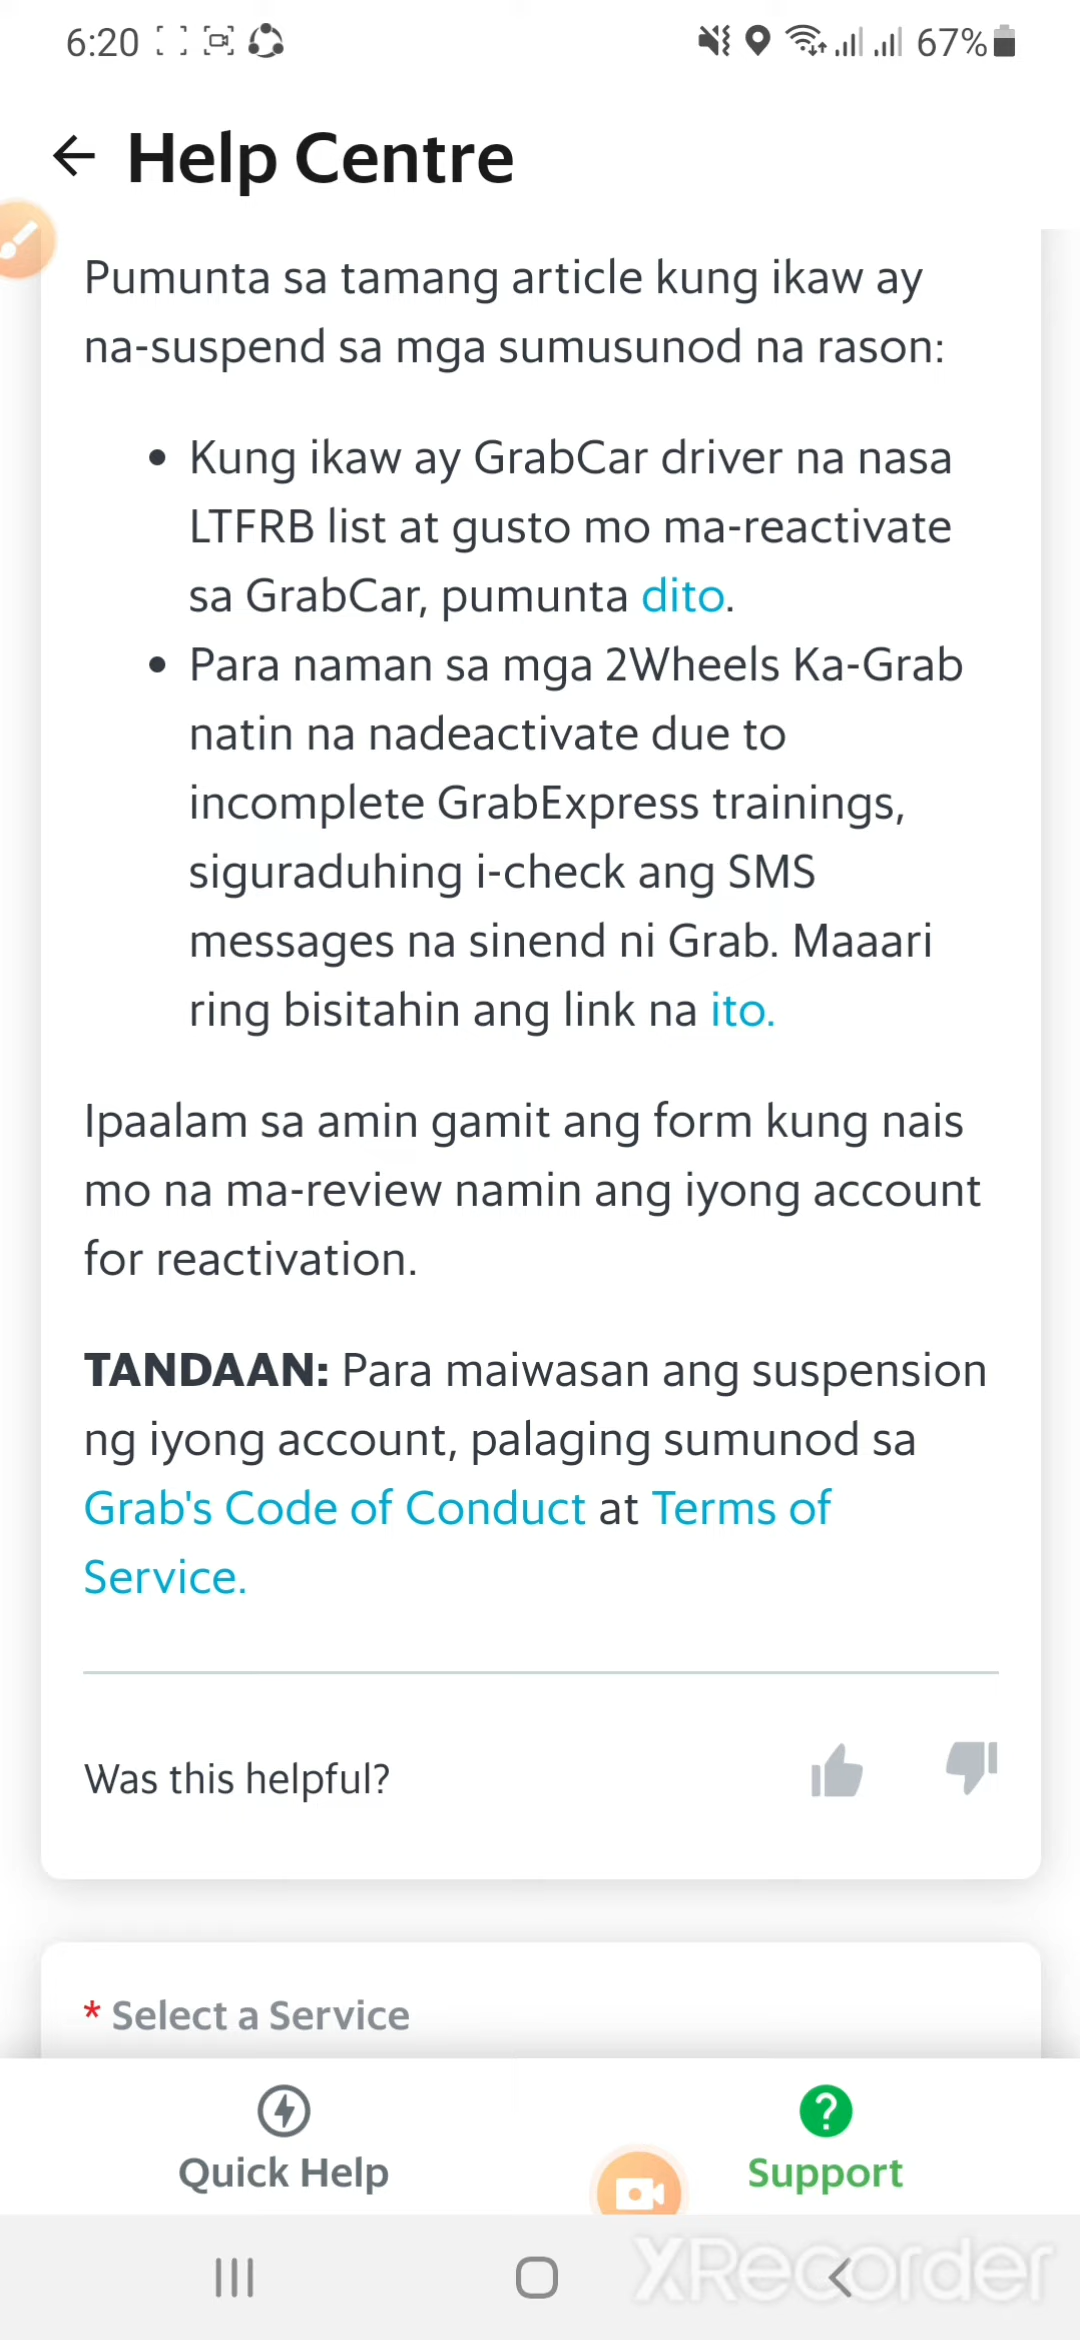 6:20
67%
Help Centre
Pumunta sa tamang article kung ikaw ay
na-suspend sa mga sumusunod na rason:
• Kung ikaw ay GrabCar driver na nasa
LTFRB list at gusto mo ma-reactivate
sa GrabCar, pumunta dito.
• Para naman sa mga 2Wheels Ka-Grab
natin na nadeactivate due to
incomplete GrabExpress trainings,
siguraduhing i-check ang SMS
messages na sinend ni Grab. Maaari
ring bisitahin ang link na ito.
Ipaalam sa amin gamit ang form kung nais
mo na ma-review namin ang iyong account
for reactivation.
TANDAAN: Para maiwasan ang suspension
ng iyong account, palaging sumunod sa
Grab's Code of Conduct at Terms of
Service.
Was this helpful?
* Select a Service
Quick Help
Support
XRecorder